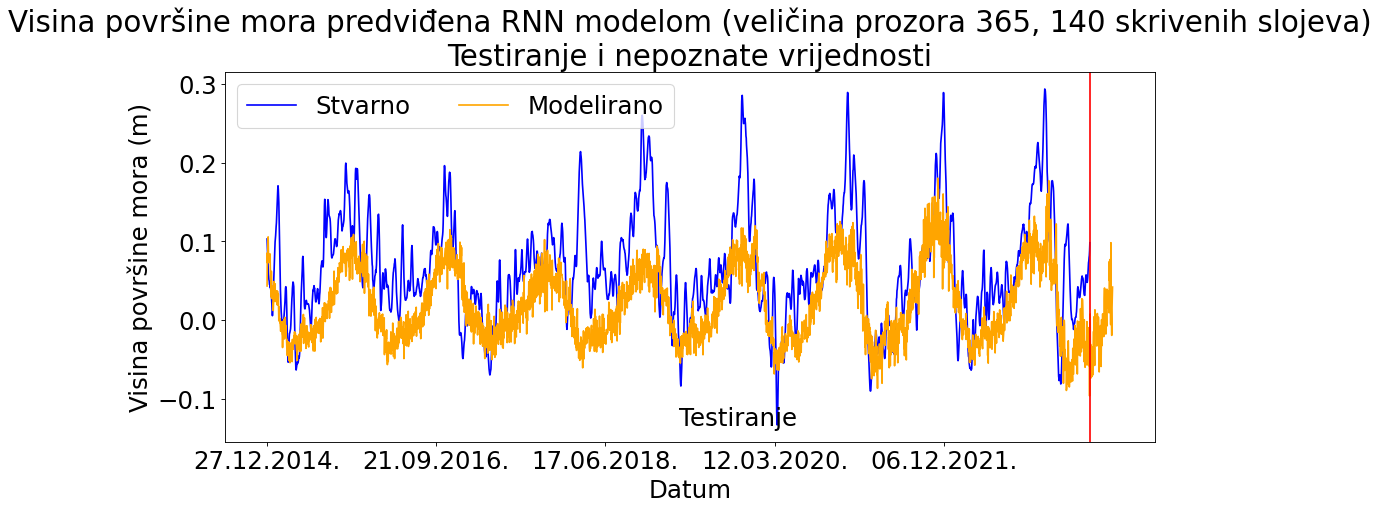 Visina površine mora predviđena RNN modelom (veličina prozora 365, 140 skrivenih slojeva)
Testiranje i nepoznate vrijednosti
Stvarno
Modelirano
0.3
0.2
0.1
0.0
−0.1
Visina površine mora (m)
Testiranje
27.12.2014.
21.09.2016.
17.06.2018.
12.03.2020.
06.12.2021.
Datum